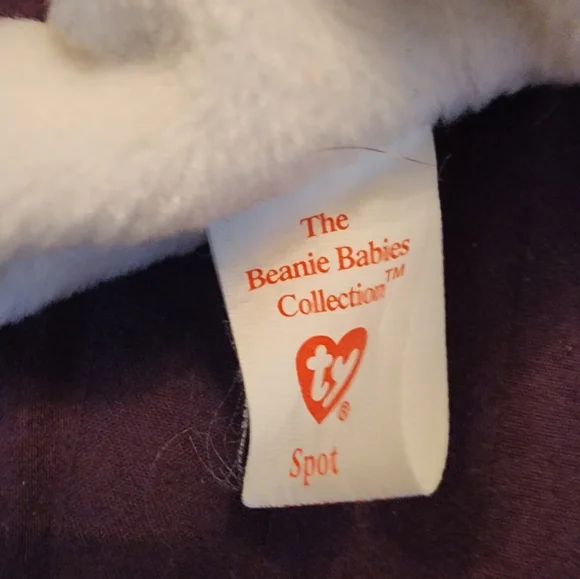 The
Beanie Babies
Collection™
ty®
Spot